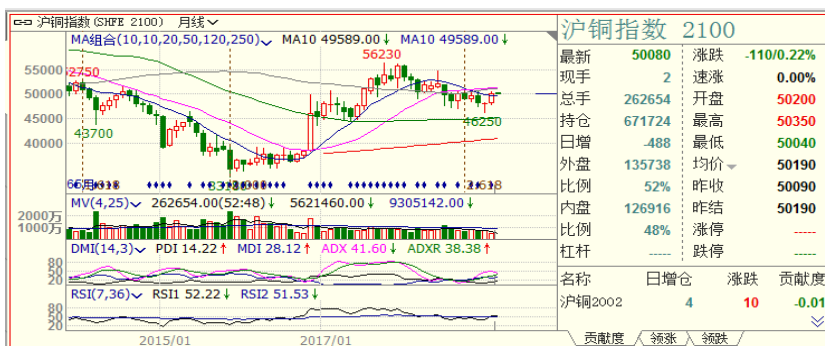 沪铜指数(SHFE 2100) 月线
MA组合(10,10,20,50,120,250) MA10 49589.00↓ MA10 49589.00↓
56230
52750
55000
50000
45000
40000
43700
46250
2.618
MV(4,25) 262654.00(52:48) 5621460.00↓ 9305142.00↓
2000万
1000万
DMI(14,3) PDI 14.22↑ MDI 28.12↑ ADX 41.60↓ ADXR 38.38↑
80
50
20
RSI(7,36) RSI1 52.22↓ RSI2 51.53↓
80
50
20
2015/01 2017/01
沪铜指数 2100
最新 50080 涨跌 -110/0.22%
现手 2 速涨 0.00%
总手 262654 开盘 50200
持仓 671724 最高 50350
日增 -488 最低 50040
外盘 135738 均价 50190
比例 52% 昨收 50090
内盘 126916 昨结 50190
比例 48% 涨停 -----
杠杆 ----- 跌停 -----
名称 日增仓 涨跌 贡献度
沪铜2002 4 10 -0.01
贡献度 领涨 领跌